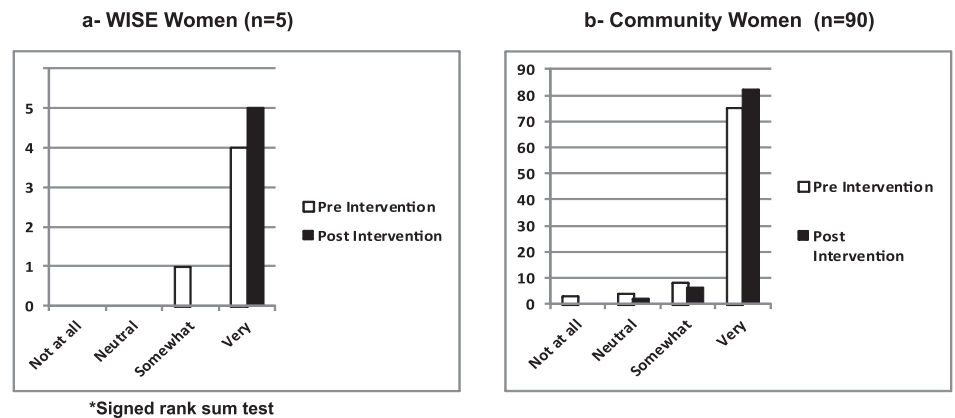 a- WISE Women (n=5)
5
4
3
2
1
0
Not at all
Neutral
Somewhat
Very
Pre Intervention
Post Intervention
*Signed rank sum test
b- Community Women (n=90)
90
80
70
60
50
40
30
20
10
0
Not at all
Neutral
Somewhat
Very
Pre Intervention
Post
Intervention